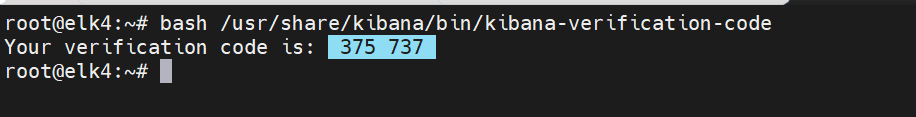 root@elk4:~# bash /usr/share/kibana/bin/kibana-verification-code
Your verification code is: 375 737
root@elk4:~#